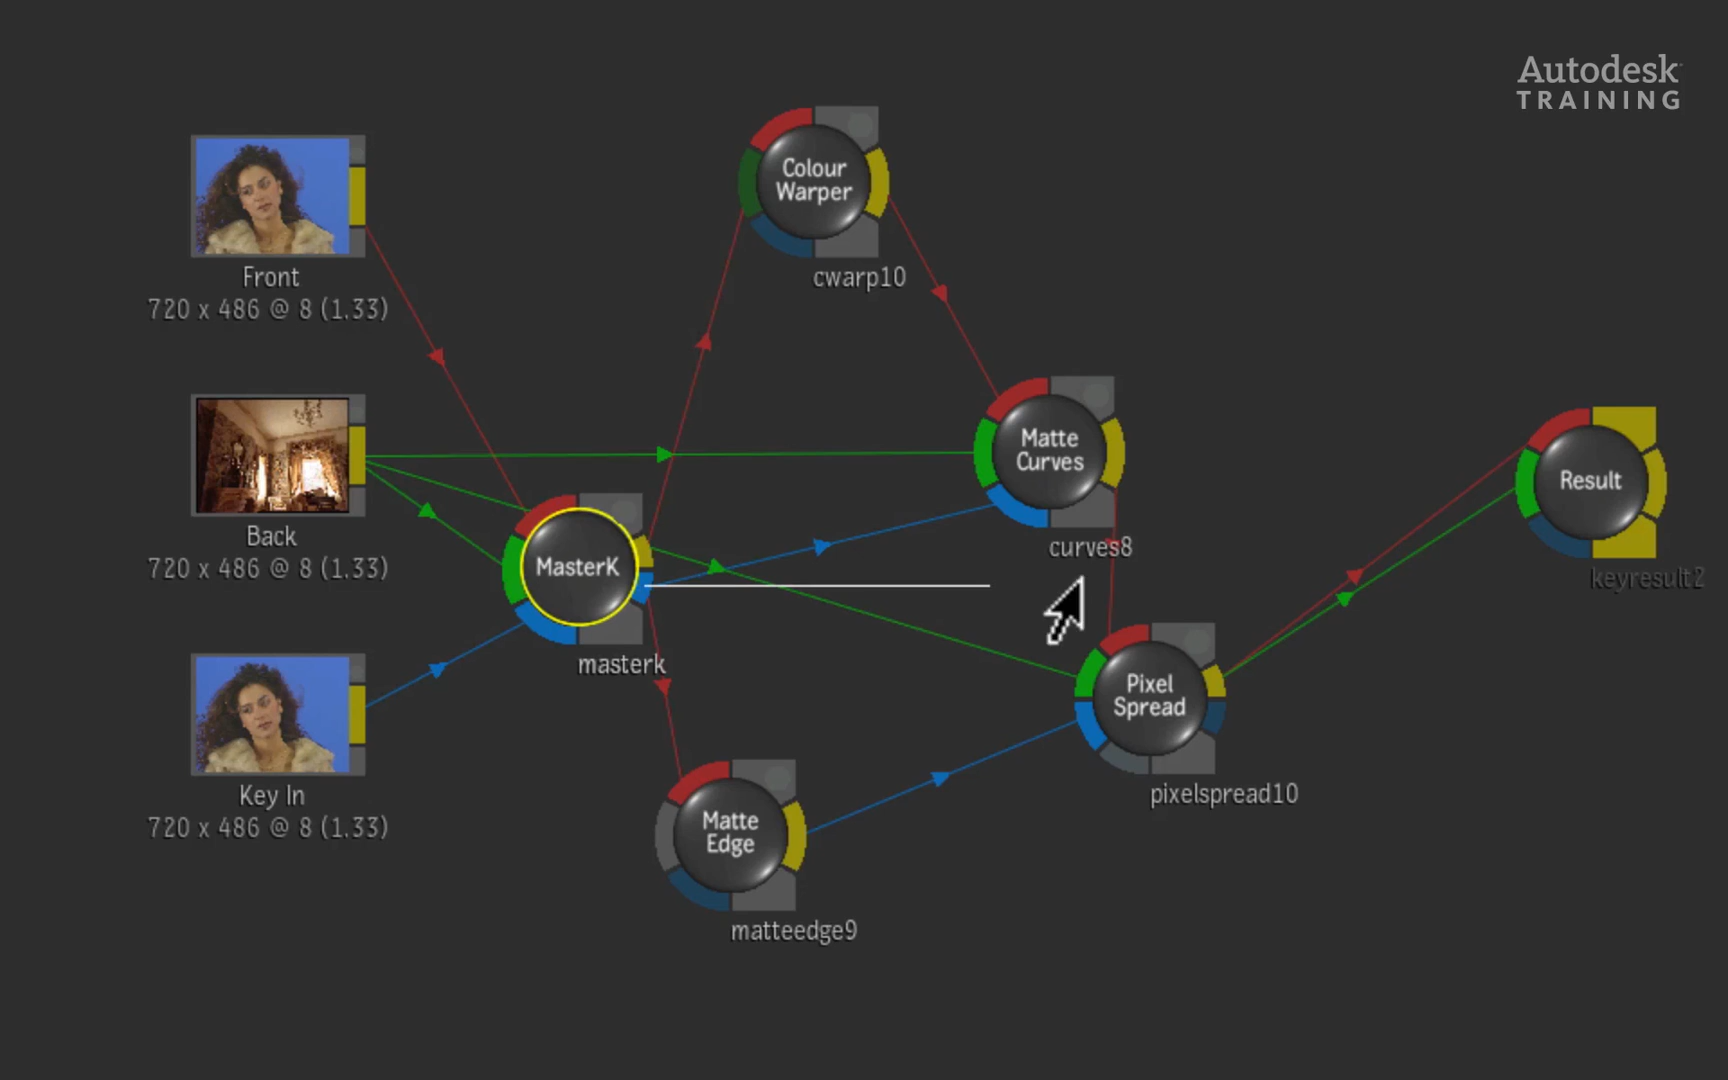 Autodesk
TRAINING
Colour
Warper
cwarp10
Front
720 x 486 @ 8 (1.33)
Back
720 x 486 @ 8 (1.33)
Matte
Curves
curves8
Result
keyresult2
MasterK
masterk
Key In
720 x 486 @ 8 (1.33)
Pixel
Spread
pixelspread10
Matte
Edge
matteedge9